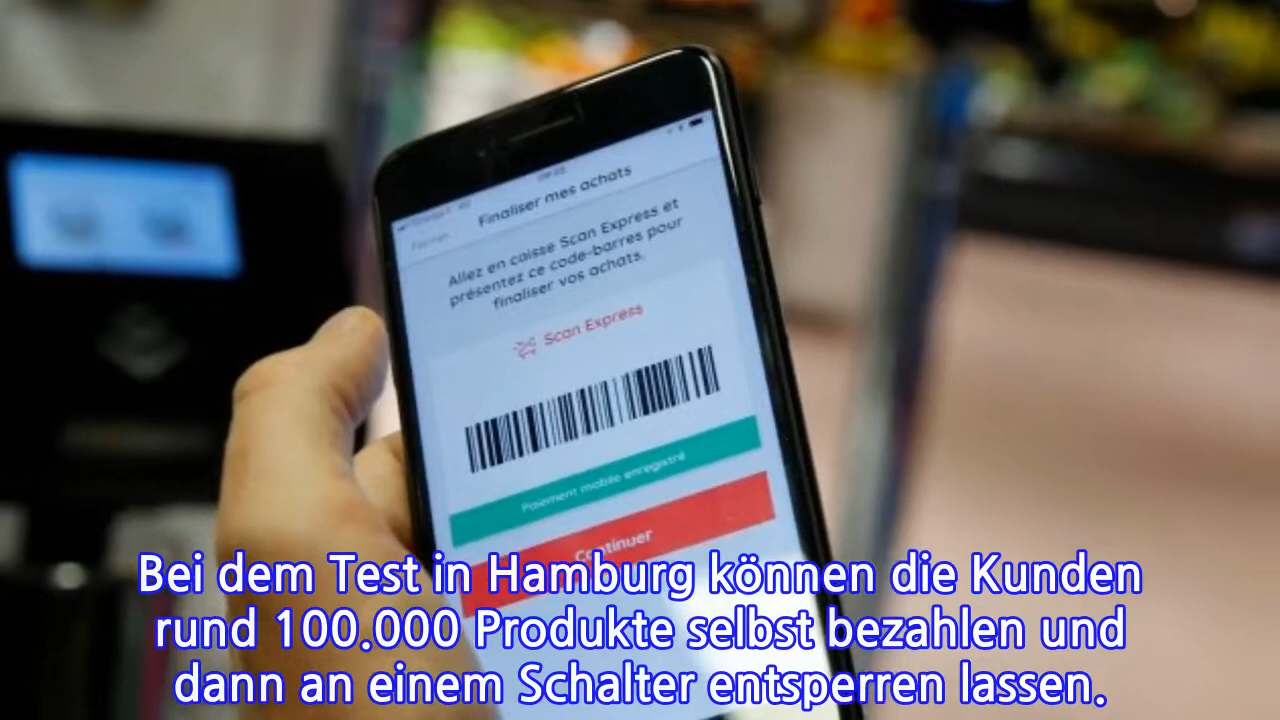 Finaliser mes achats
Fermer
Allez en caisse Scan Express et
présentez ce code-barres pour
finaliser vos achats.
Scan Express
Paiement mobile enregistré
Continuer
Bei dem Test in Hamburg können die Kunden
rund 100.000 Produkte selbst bezahlen und
dann an einem Schalter entsperren lassen.